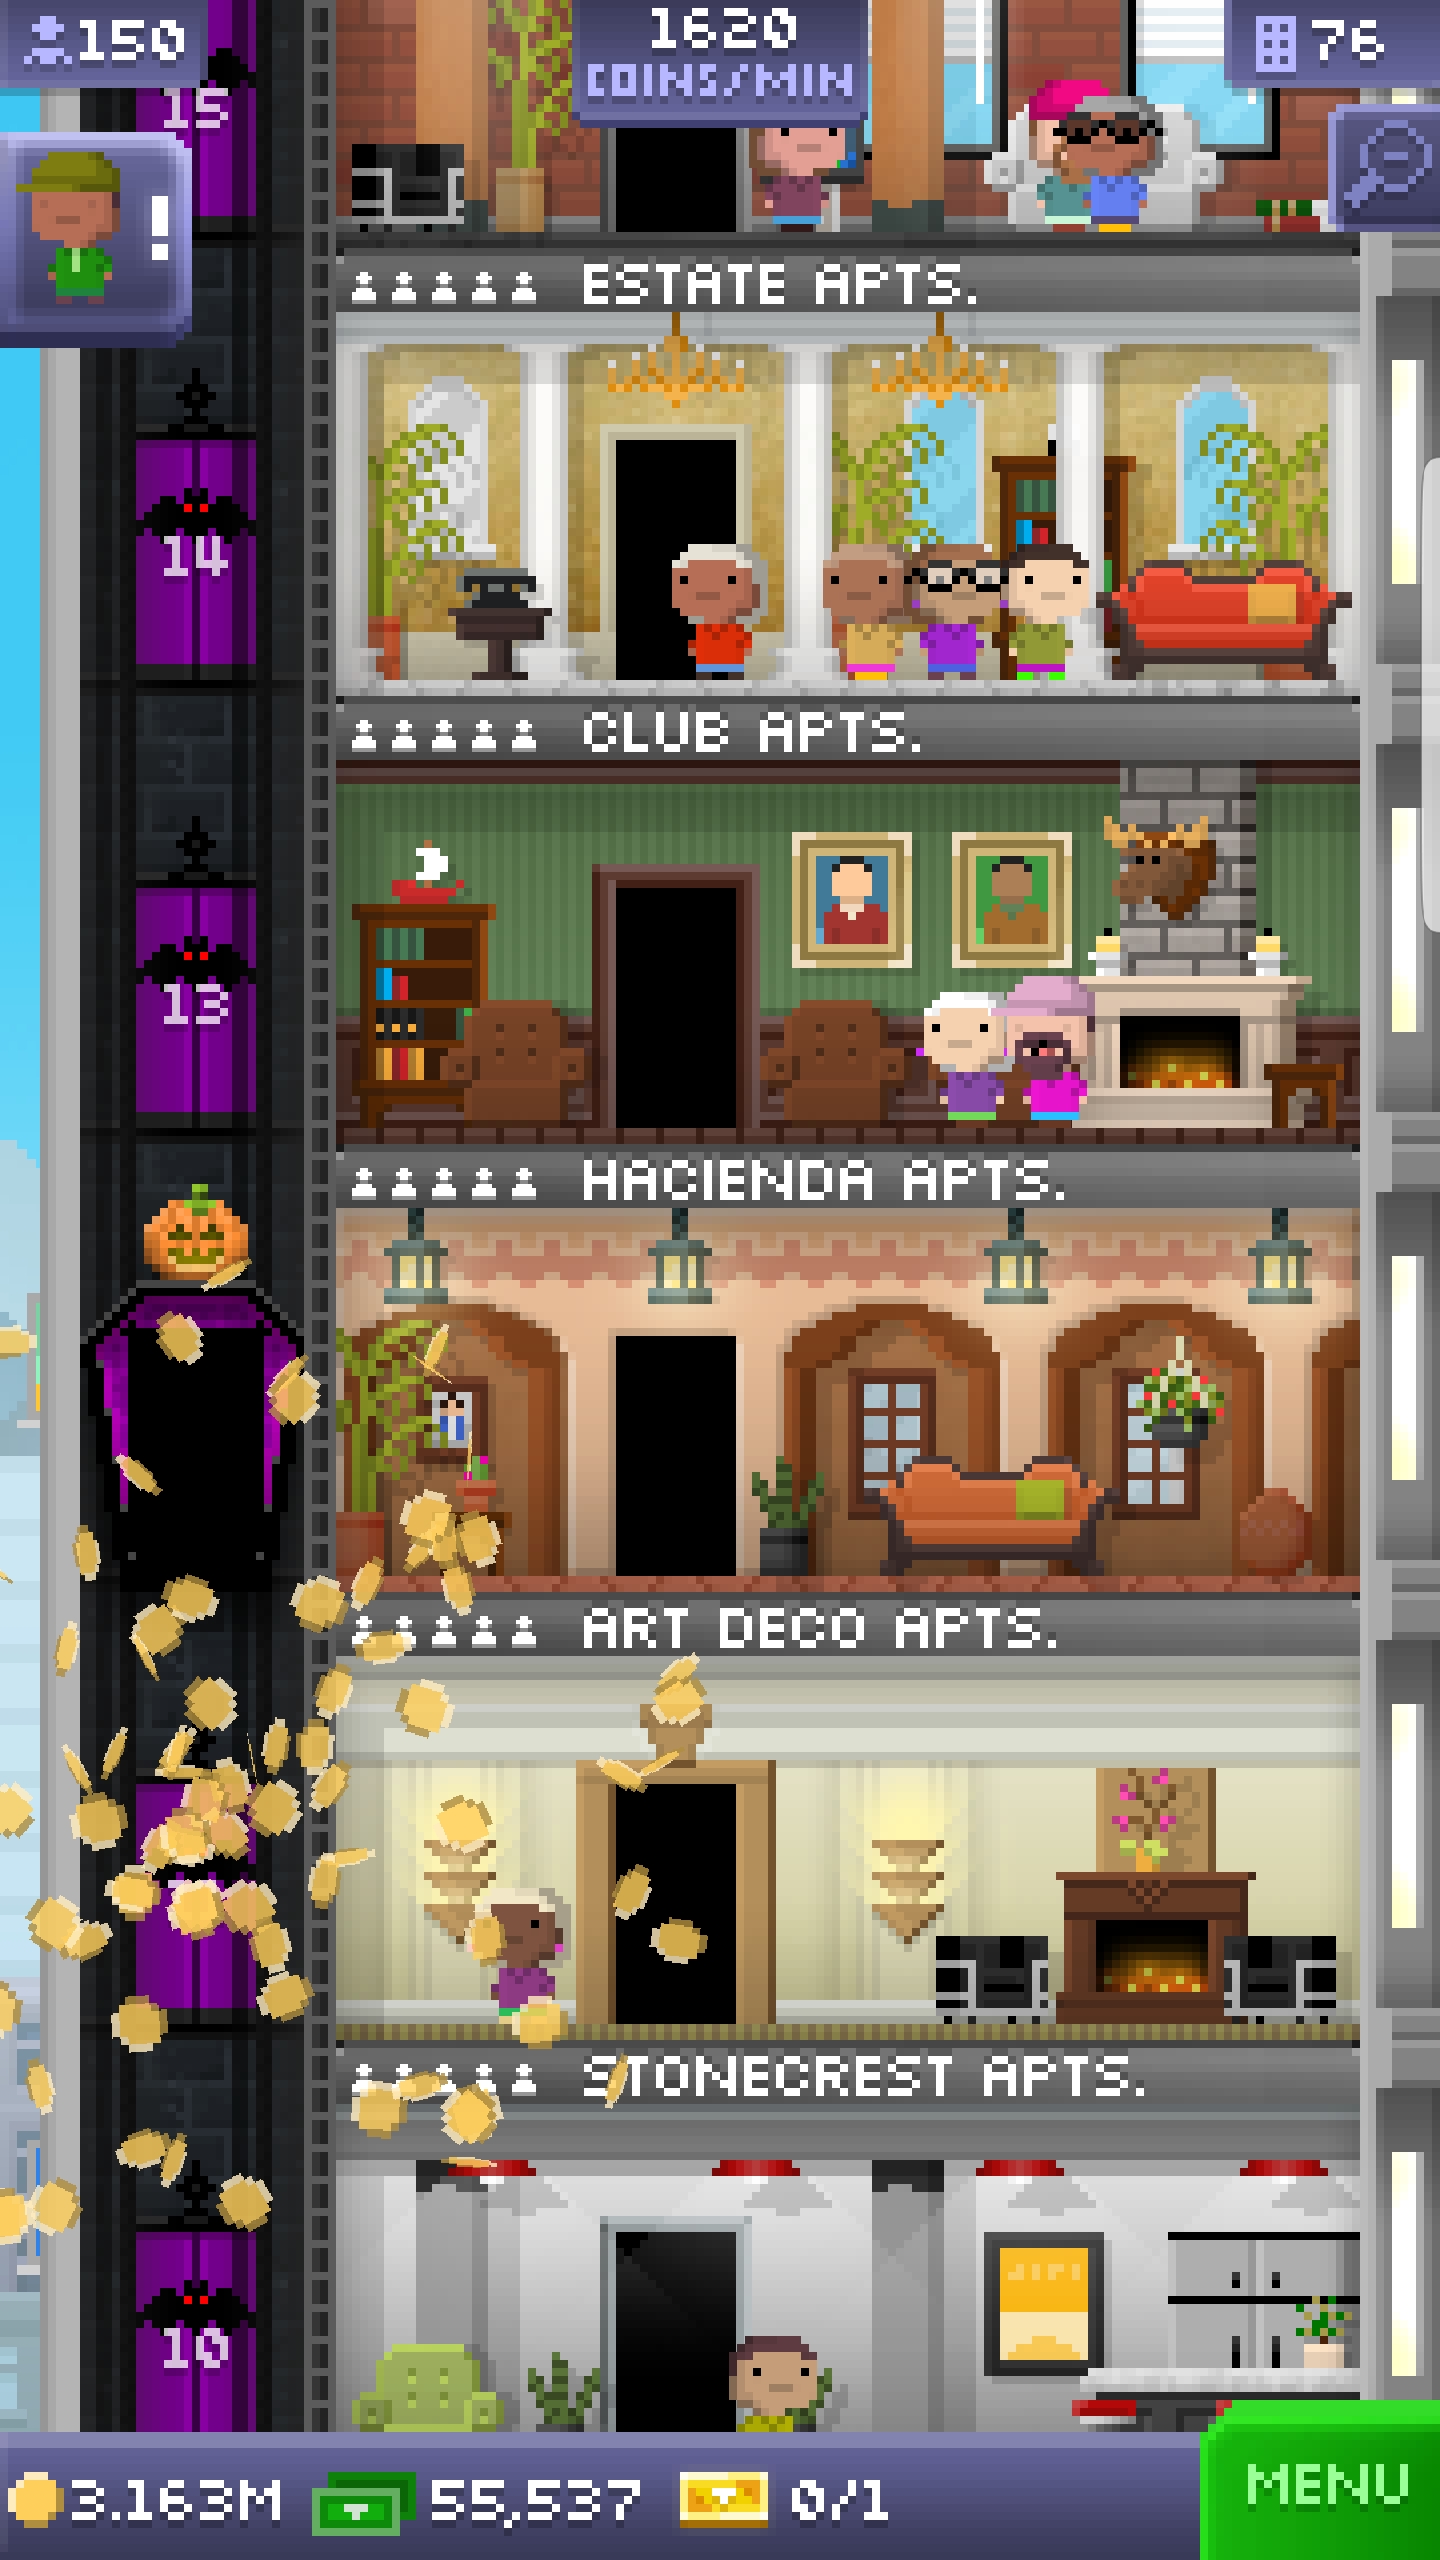 150
1620
COINS/MIN
76
15
!
ESTATE APTS.
14
CLUB APTS.
13
HACIENDA APTS.
ART DECO APTS.
STONECREST APTS.
10
3.163M
55,537
0/1
MENU